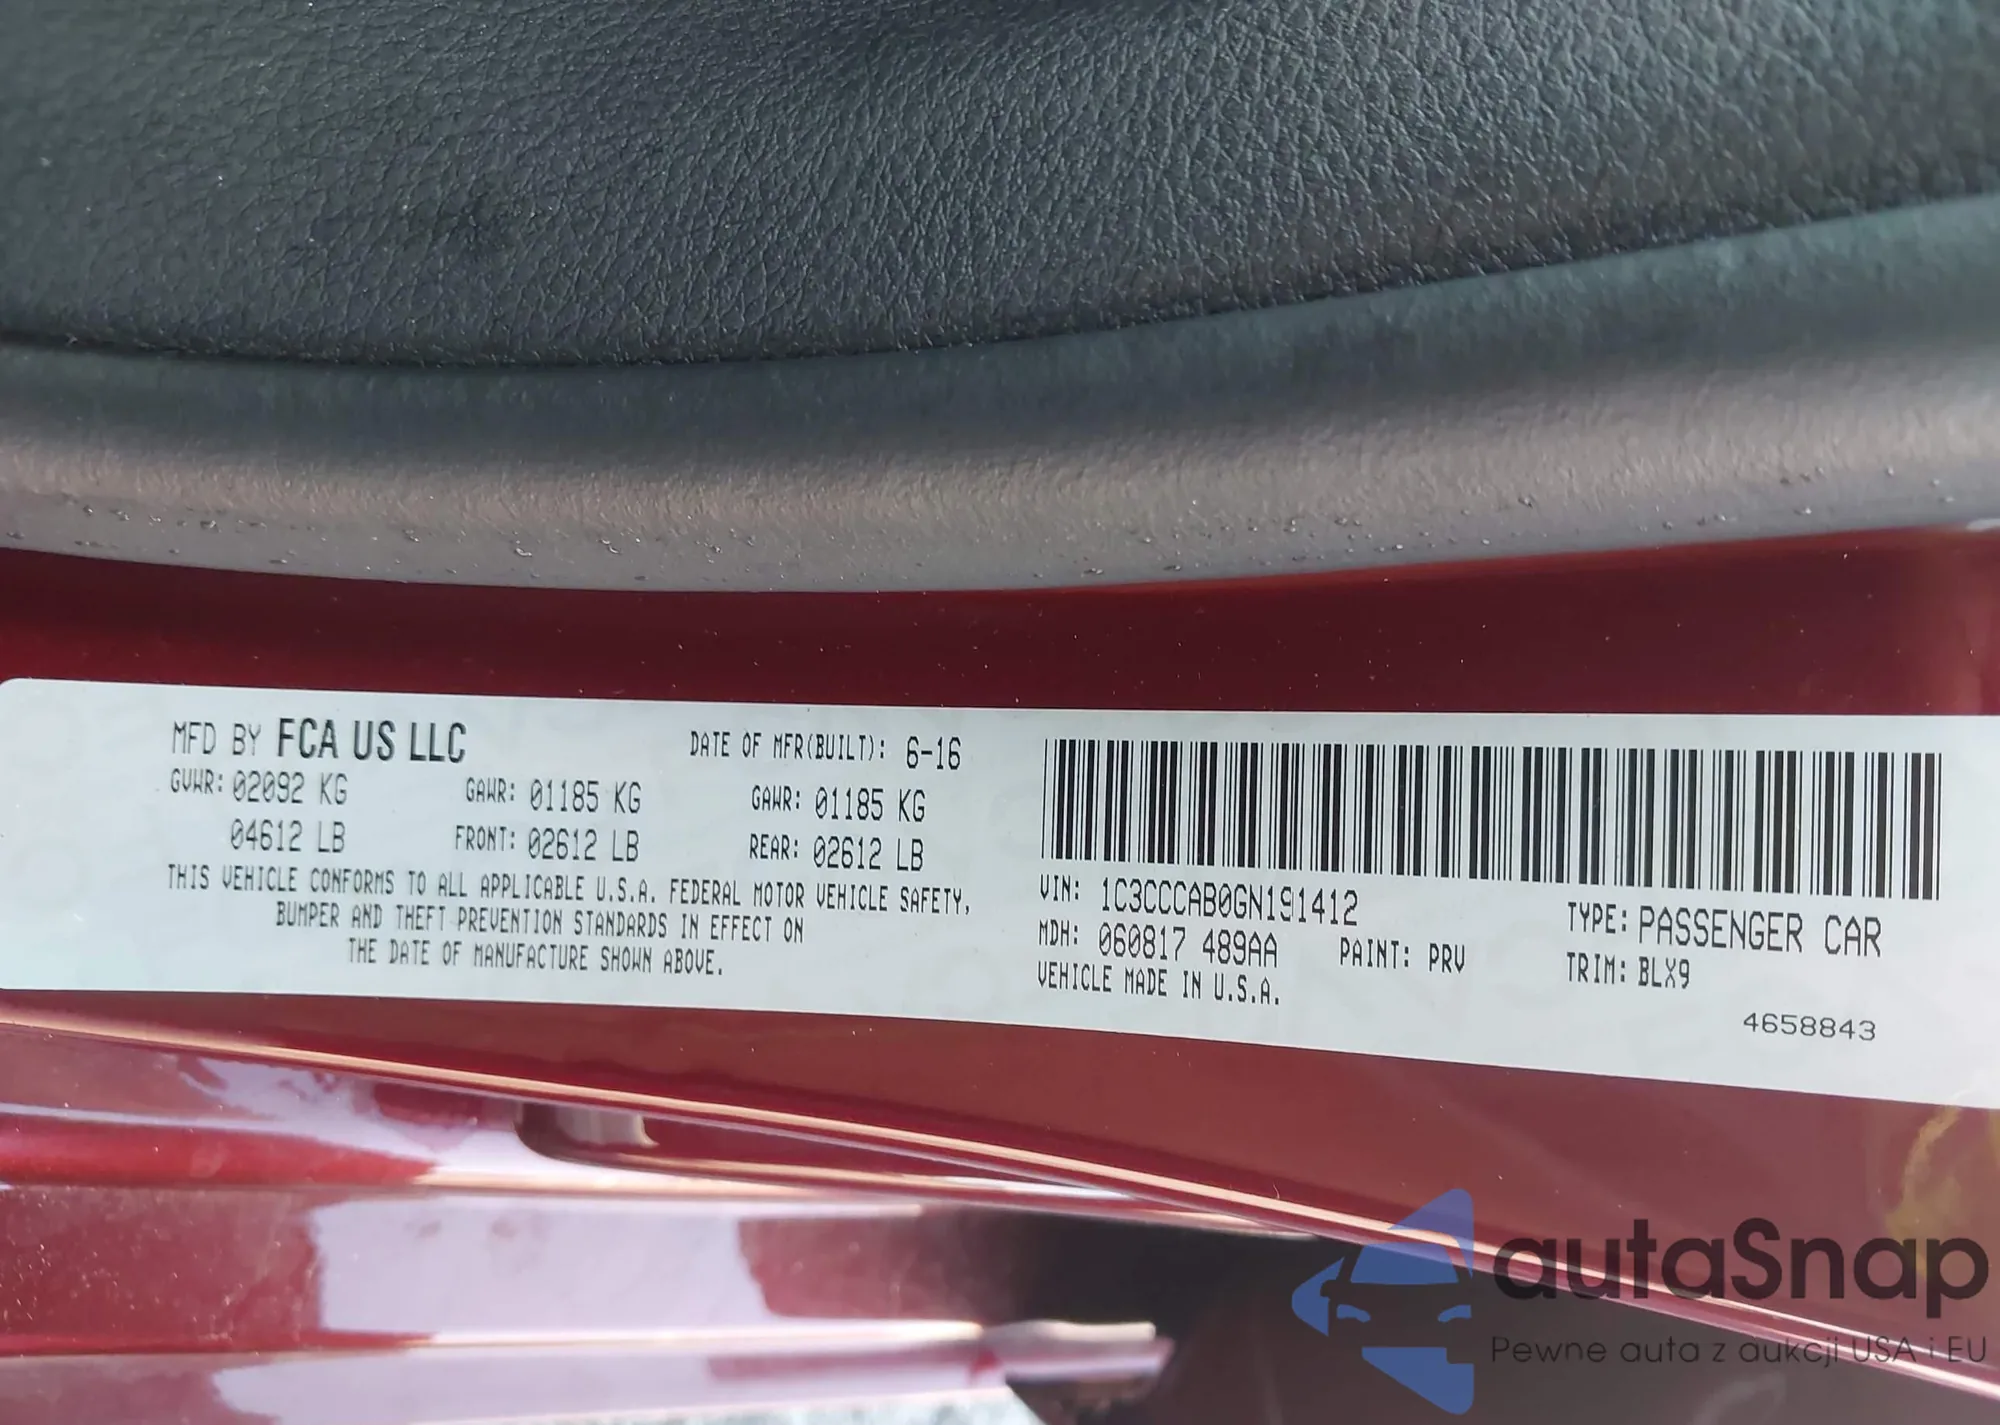 MFD BY FCA US LLC DATE OF MFR(BUILT): 6-16
GVWR: 02092 KG GAWR: 01185 KG GAWR: 01185 KG
04612 LB FRONT: 02612 LB REAR: 02612 LB
THIS VEHICLE CONFORMS TO ALL APPLICABLE U.S.A. FEDERAL MOTOR VEHICLE SAFETY,
BUMPER AND THEFT PREVENTION STANDARDS IN EFFECT ON
THE DATE OF MANUFACTURE SHOWN ABOVE.
VIN: 1C3CCCAB0GN191412 TYPE: PASSENGER CAR
MDH: 060817 489AA PAINT: PRV TRIM: BLX9
VEHICLE MADE IN U.S.A.
4658843
autaSnap
Pewne auta z aukcji USA i EU